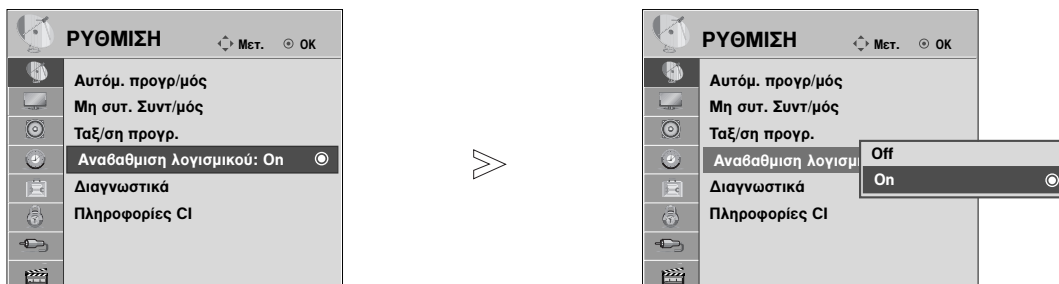 ΡΥΘΜΙΣΗ Μετ. OK
Αυτόμ. προγρ/μός
Μη συτ. Συντ/μός
Ταξ/ση προγρ.
Αναβαθμιση λογισμικού: On
Διαγνωστικά
Πληροφορίες CI
ΡΥΘΜΙΣΗ Μετ. OK
Αυτόμ. προγρ/μός
Μη συτ. Συντ/μός
Ταξ/ση προγρ.
Αναβαθμιση λογισμι
Διαγνωστικά
Πληροφορίες CI
Off
On